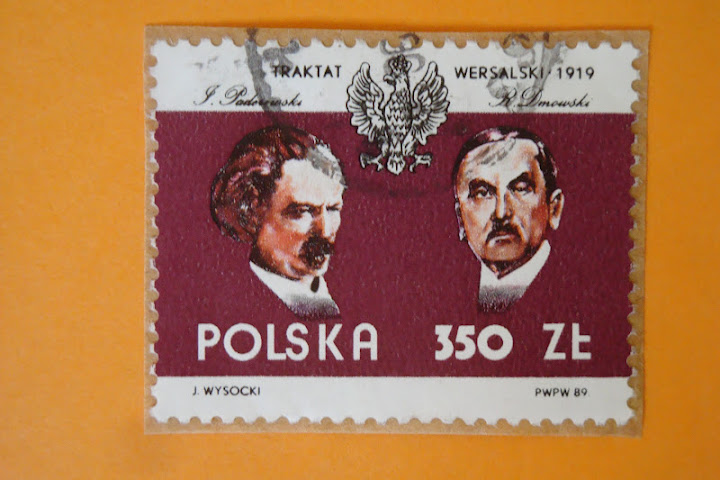 TRAKTAT WERSALSKI · 1919
I. Paderewski R. Dmowski
POLSKA 350 ZŁ
J. WYSOCKI PWPW 89